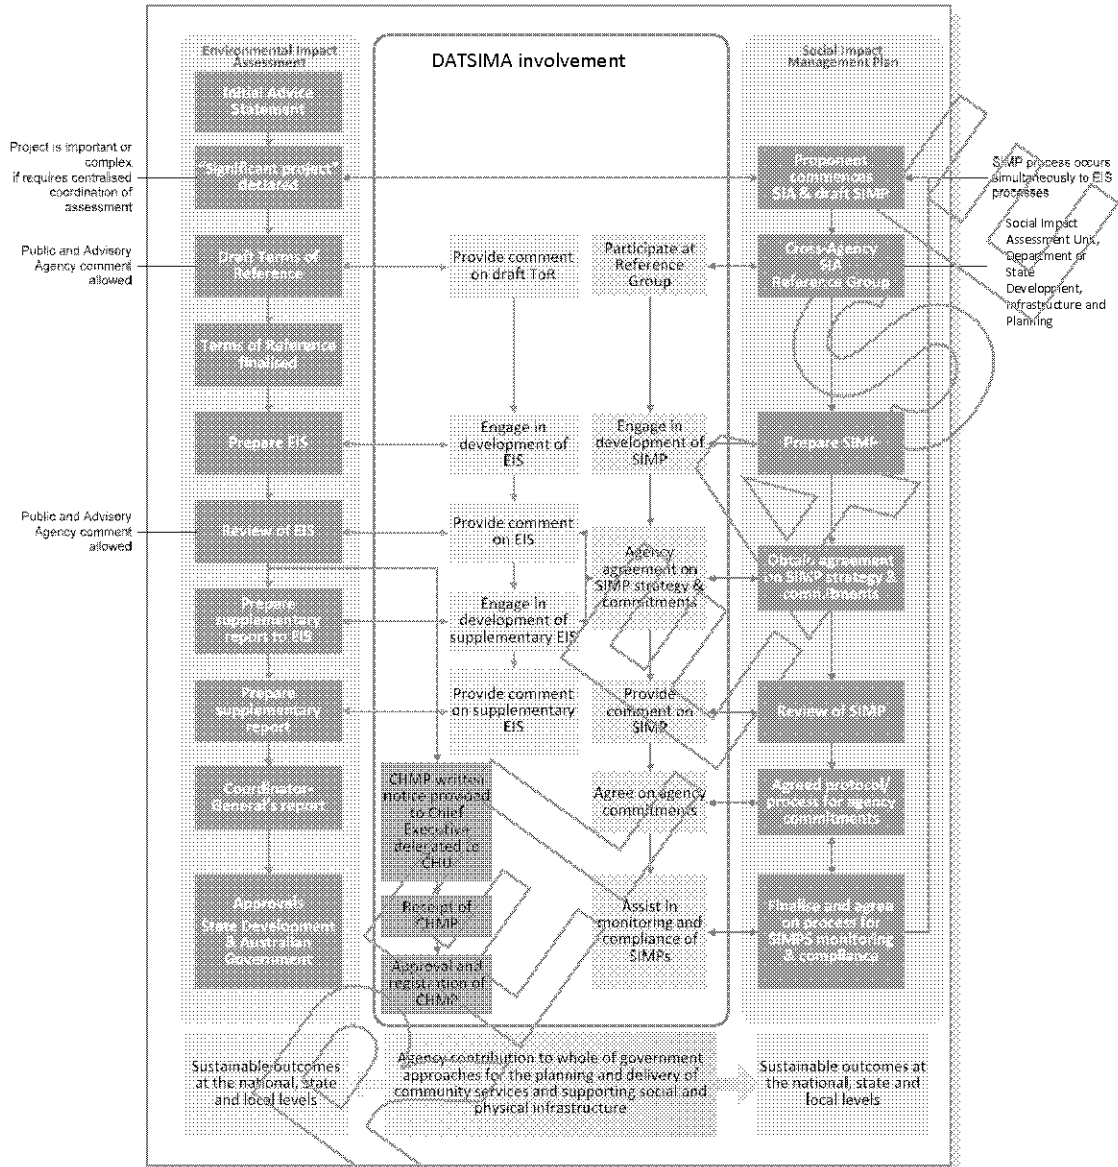 Environmental Impact
Assessment
DATSIMA involvement
Social Impact
Management Plan
Initial Advice
Statement
Project is important or
complex
if requires centralised
coordination of
assessment
"Significant project"
declared
Proponent
commences
SIA & draft SIMP
SIMP process occurs
simultaneously to EIS
processes
Public and Advisory
Agency comment
allowed
Draft Terms of
Reference
Provide comment
on draft ToR
Participate at
Reference
Group
Cross-Agency
SIA
Reference Group
Social Impact
Assessment Unit,
Department of
State
Development,
Infrastructure and
Planning
Terms of Reference
finalised
Prepare EIS
Engage in
development of
EIS
Engage in
development of
SIMP
Prepare SIMP
Public and Advisory
Agency comment
allowed
Review of EIS
Provide comment
on EIS
Agency
agreement on
SIMP strategy &
commitments
Obtain agreement
on SIMP strategy &
commitments
Prepare
supplementary
report to EIS
Engage in
development of
supplementary EIS
Prepare
supplementary
report
Provide comment
on supplementary
EIS
Provide
comment on
SIMP
Review of SIMP
Coordinator-
General's report
CHMP written
notice provided
to Chief
Executive
delegated to
CHU
Agree on agency
commitments
Agreed protocol/
process for agency
commitments
Approvals
State Development
& Australian
Government
Receipt of
CHMP
Approval and
registration of
CHMP
Assist in
monitoring and
compliance of
SIMPs
Finalise and agree
on process for
SIMPS monitoring
& compliance
Sustainable outcomes
at the national, state
and local levels
Agency contribution to whole of government
approaches for the planning and delivery of
community services and supporting social and
physical infrastructure
Sustainable outcomes at
the national, state and
local levels